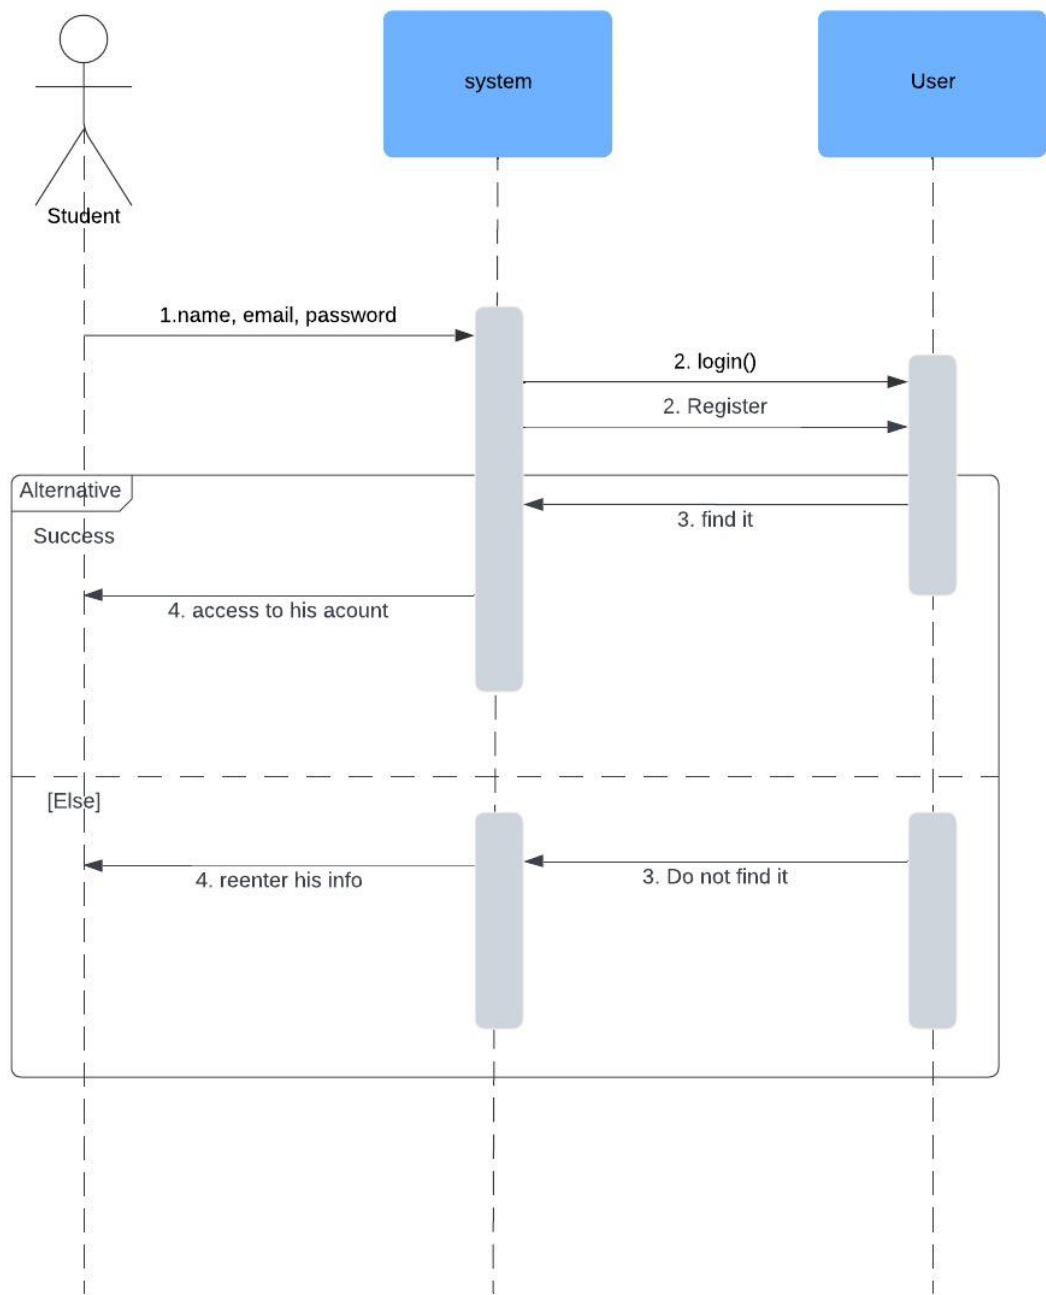 system
User
Student
1.name, email, password
2. login()
2. Register
Alternative
3. find it
Success
4. access to his acount
[Else]
4. reenter his info
3. Do not find it